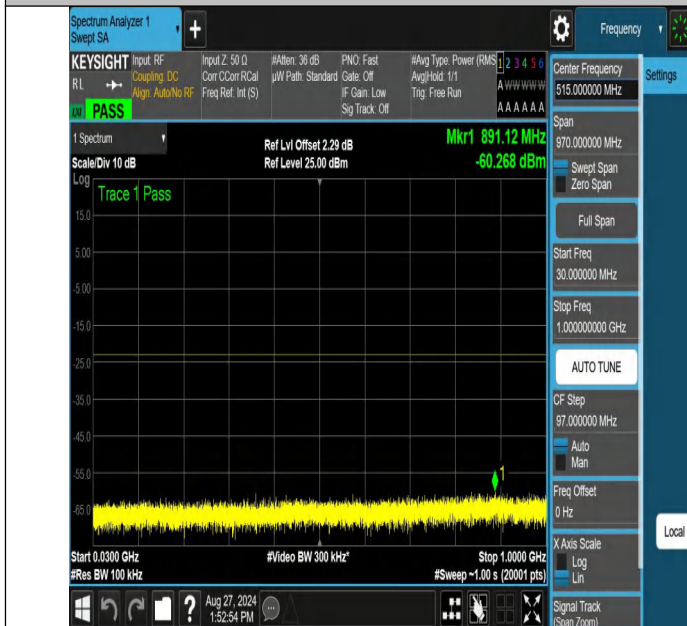 Spectrum Analyzer 1
Swept SA
+
Frequency
KEYSIGHT
Input: RF
Input Z: 50 Ω
#Atten: 36 dB
PNO: Fast
#Avg Type: Power (RMS
1 2 3 4 5 6
RL
Coupling: DC
Corr CCorr RCal
µW Path: Standard
Gate: Off
Avg|Hold: 1/1
A W W W W W
Align: Auto/No RF
Freq Ref: Int (S)
IF Gain: Low
Trig: Free Run
Sig Track: Off
A A A A A A
PASS
1 Spectrum
Ref Lvl Offset 2.29 dB
Mkr1 891.12 MHz
Scale/Div 10 dB
Ref Level 25.00 dBm
-60.268 dBm
Log
Trace 1 Pass
15.0
5.00
-5.00
-15.0
-25.0
-35.0
-45.0
-55.0
-65.0
1
Start 0.0300 GHz
#Video BW 300 kHz*
Stop 1.0000 GHz
#Res BW 100 kHz
#Sweep ~1.00 s (20001 pts)
Aug 27, 2024
1:52:54 PM
?
Center Frequency
515.000000 MHz
Settings
Span
970.000000 MHz
Swept Span
Zero Span
Full Span
Start Freq
30.000000 MHz
Stop Freq
1.000000000 GHz
AUTO TUNE
CF Step
97.000000 MHz
Auto
Man
Freq Offset
0 Hz
Local
X Axis Scale
Log
Lin
Signal Track
(Span Zoom)